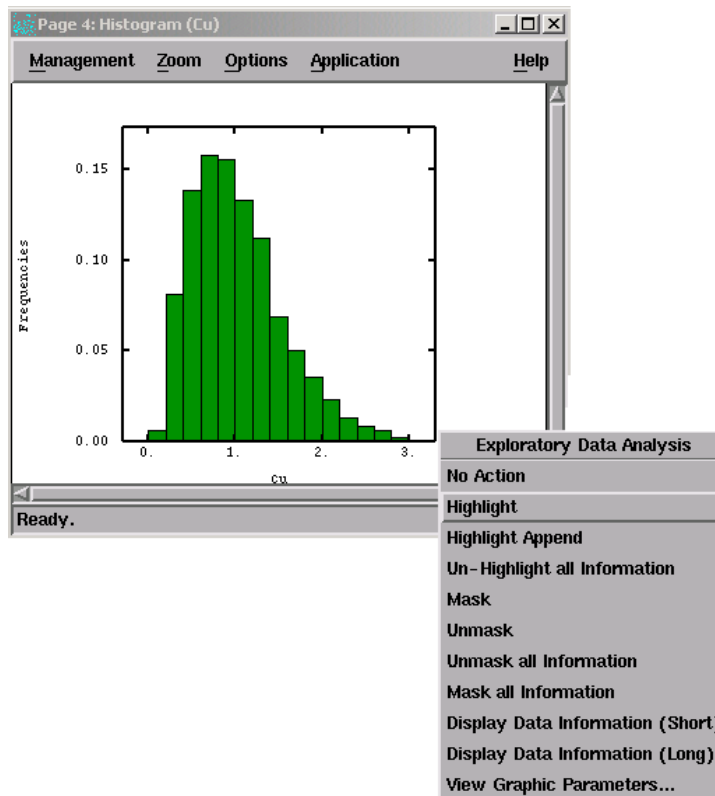 Page 4: Histogram (Cu)
Management Zoom Options Application Help
0.15
0.10
0.05
0.00
Frequencies
0. 1. 2. 3.
Cu
Ready.
Exploratory Data Analysis
No Action
Highlight
Highlight Append
Un-Highlight all Information
Mask
Unmask
Unmask all Information
Mask all Information
Display Data Information (Short)
Display Data Information (Long)
View Graphic Parameters...